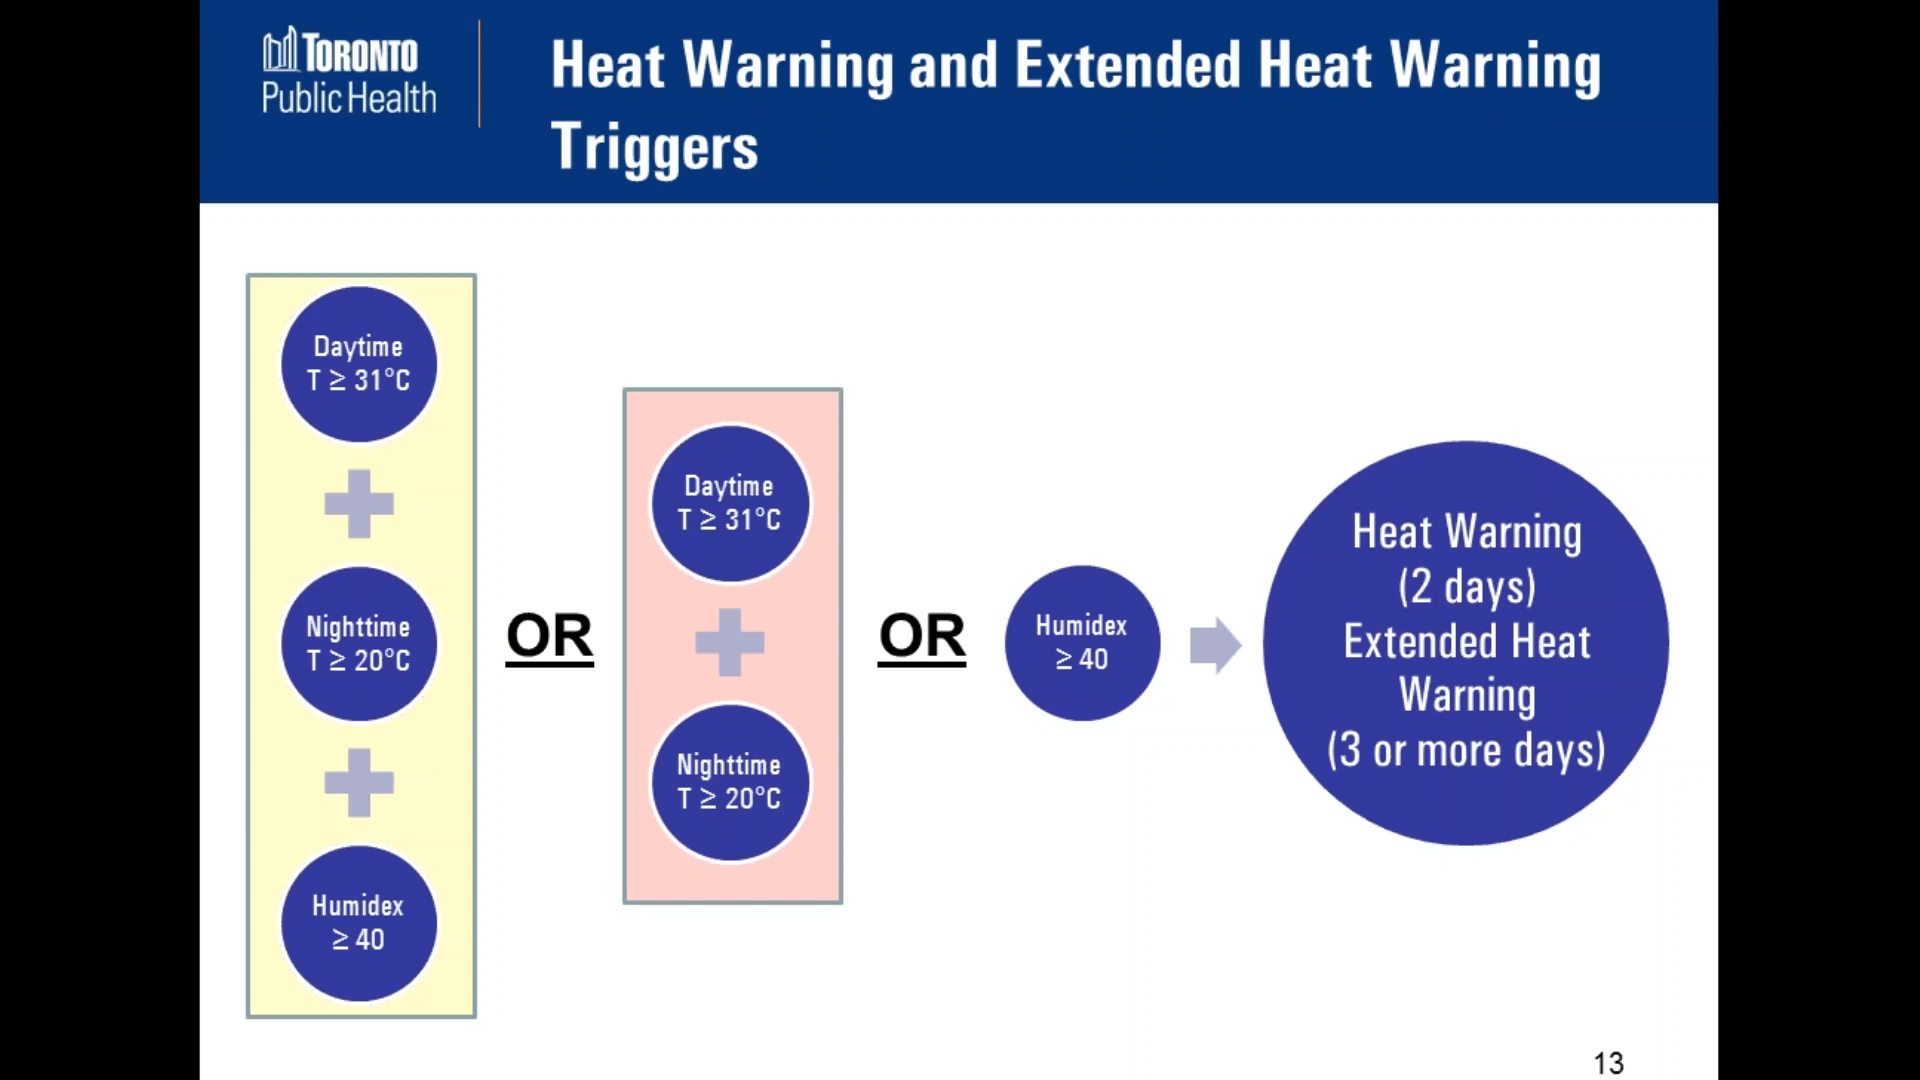 TORONTO
Public Health
Heat Warning and Extended Heat Warning
Triggers
Daytime
T ≥ 31°C
Nighttime
T ≥ 20°C
Humidex
≥ 40
OR
Daytime
T ≥ 31°C
Nighttime
T ≥ 20°C
OR
Humidex
≥ 40
Heat Warning
(2 days)
Extended Heat
Warning
(3 or more days)
13